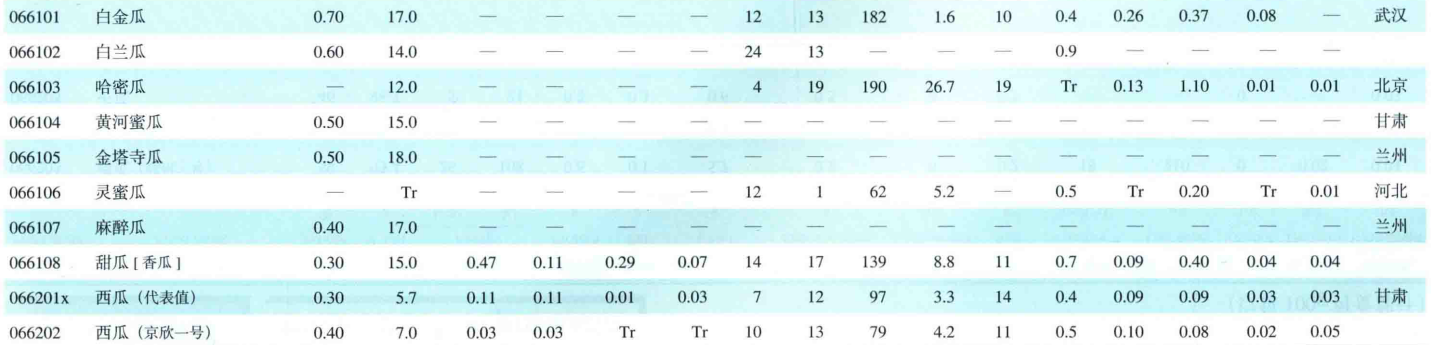 066101 白金瓜 0.70 17.0 — — — — 12 13 182 1.6 10 0.4 0.26 0.37 0.08 — 武汉
066102 白兰瓜 0.60 14.0 — — — — 24 13 — — — 0.9 — — — —
066103 哈密瓜 — 12.0 — — — — 4 19 190 26.7 19 Tr 0.13 1.10 0.01 0.01 北京
066104 黄河蜜瓜 0.50 15.0 — — — — — — — — — — — — — — 甘肃
066105 金塔寺瓜 0.50 18.0 — — — — — — — — — — — — — — 兰州
066106 灵蜜瓜 — Tr — — — — 12 1 62 5.2 — 0.5 Tr 0.20 Tr 0.01 河北
066107 麻醉瓜 0.40 17.0 — — — — — — — — — — — — — — 兰州
066108 甜瓜 [ 香瓜 ] 0.30 15.0 0.47 0.11 0.29 0.07 14 17 139 8.8 11 0.7 0.09 0.40 0.04 0.04
066201x 西瓜（代表值） 0.30 5.7 0.11 0.11 0.01 0.03 7 12 97 3.3 14 0.4 0.09 0.09 0.03 0.03 甘肃
066202 西瓜（京欣一号） 0.40 7.0 0.03 0.03 Tr Tr 10 13 79 4.2 11 0.5 0.10 0.08 0.02 0.05